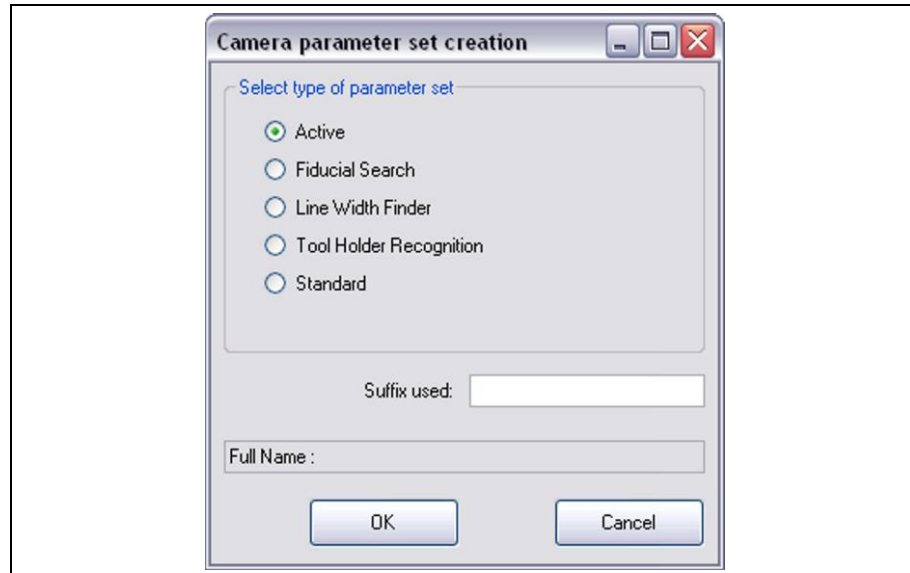 Camera parameter set creation
Select type of parameter set
Active
Fiducial Search
Line Width Finder
Tool Holder Recognition
Standard
Suffix used:
Full Name :
OK
Cancel